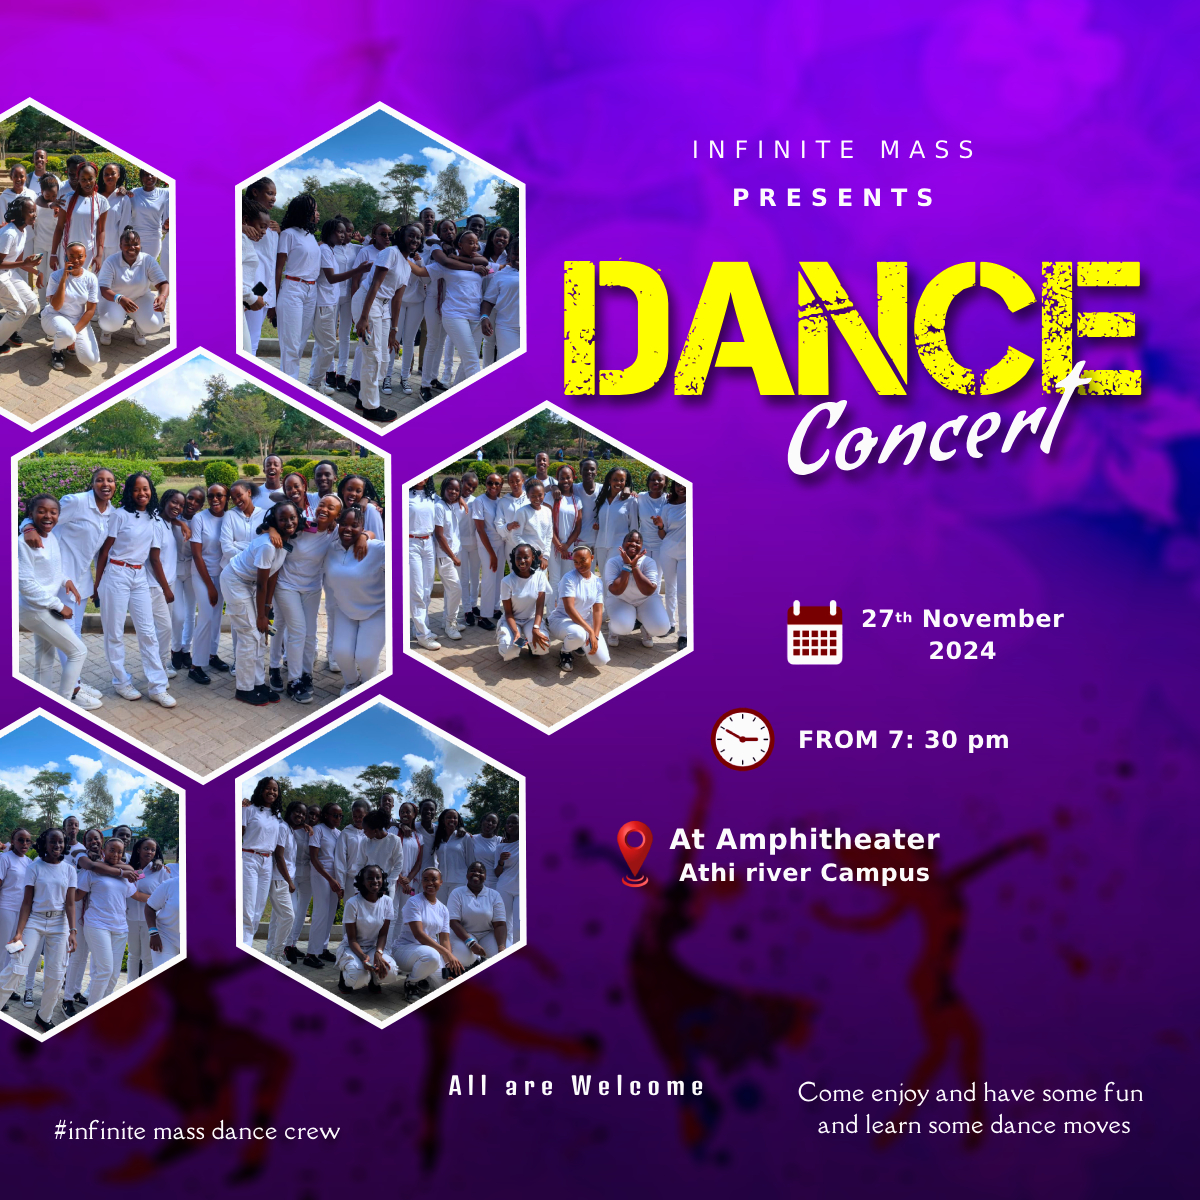 INFINITE MASS
PRESENTS
DANCE
Concert
27th November
2024
FROM 7: 30 pm
At Amphitheater
Athi river Campus
All are Welcome
Come enjoy and have some fun
and learn some dance moves
#infinite mass dance crew